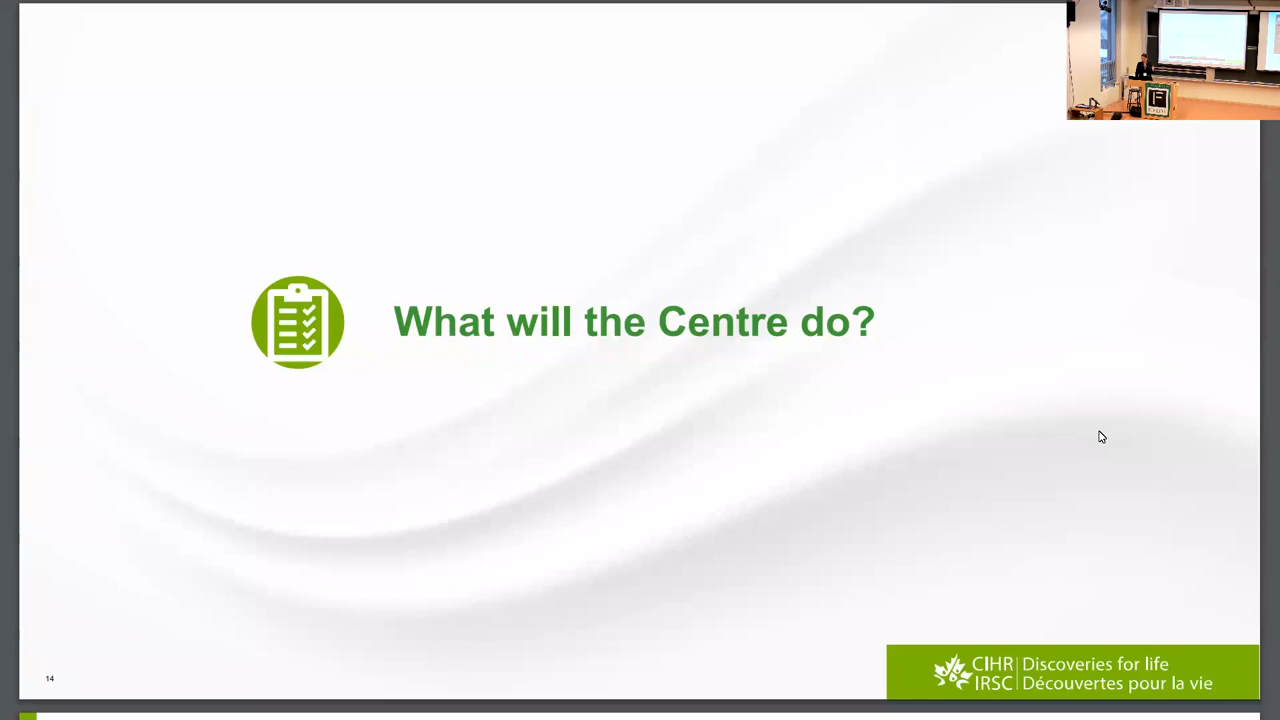 What will the Centre do?
14
CIHR IRSC
Discoveries for life
Découvertes pour la vie